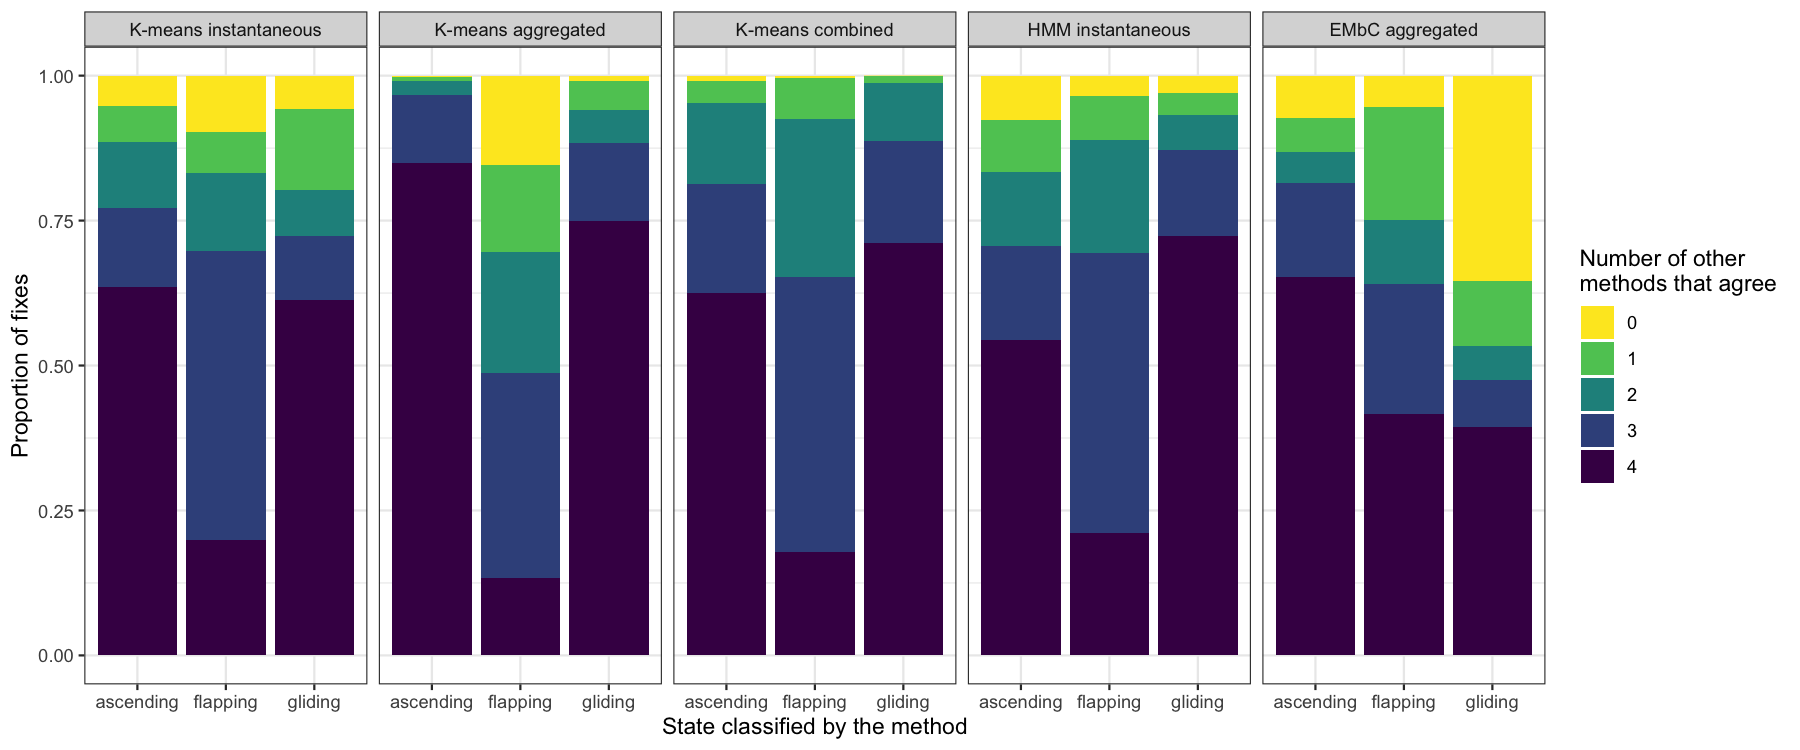 K-means instantaneous
K-means aggregated
K-means combined
HMM instantaneous
EMbC aggregated
Proportion of fixes
1.00
0.75
0.50
0.25
0.00
ascending flapping gliding
ascending flapping gliding
ascending flapping gliding
ascending flapping gliding
ascending flapping gliding
State classified by the method
Number of other
methods that agree
0
1
2
3
4